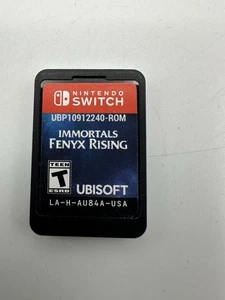 NINTENDO
SWITCH
UBP10912240-ROM
IMMORTALS
FENYX RISING
TEEN
T
ESRB
UBISOFT
LA-H-AU84A-USA